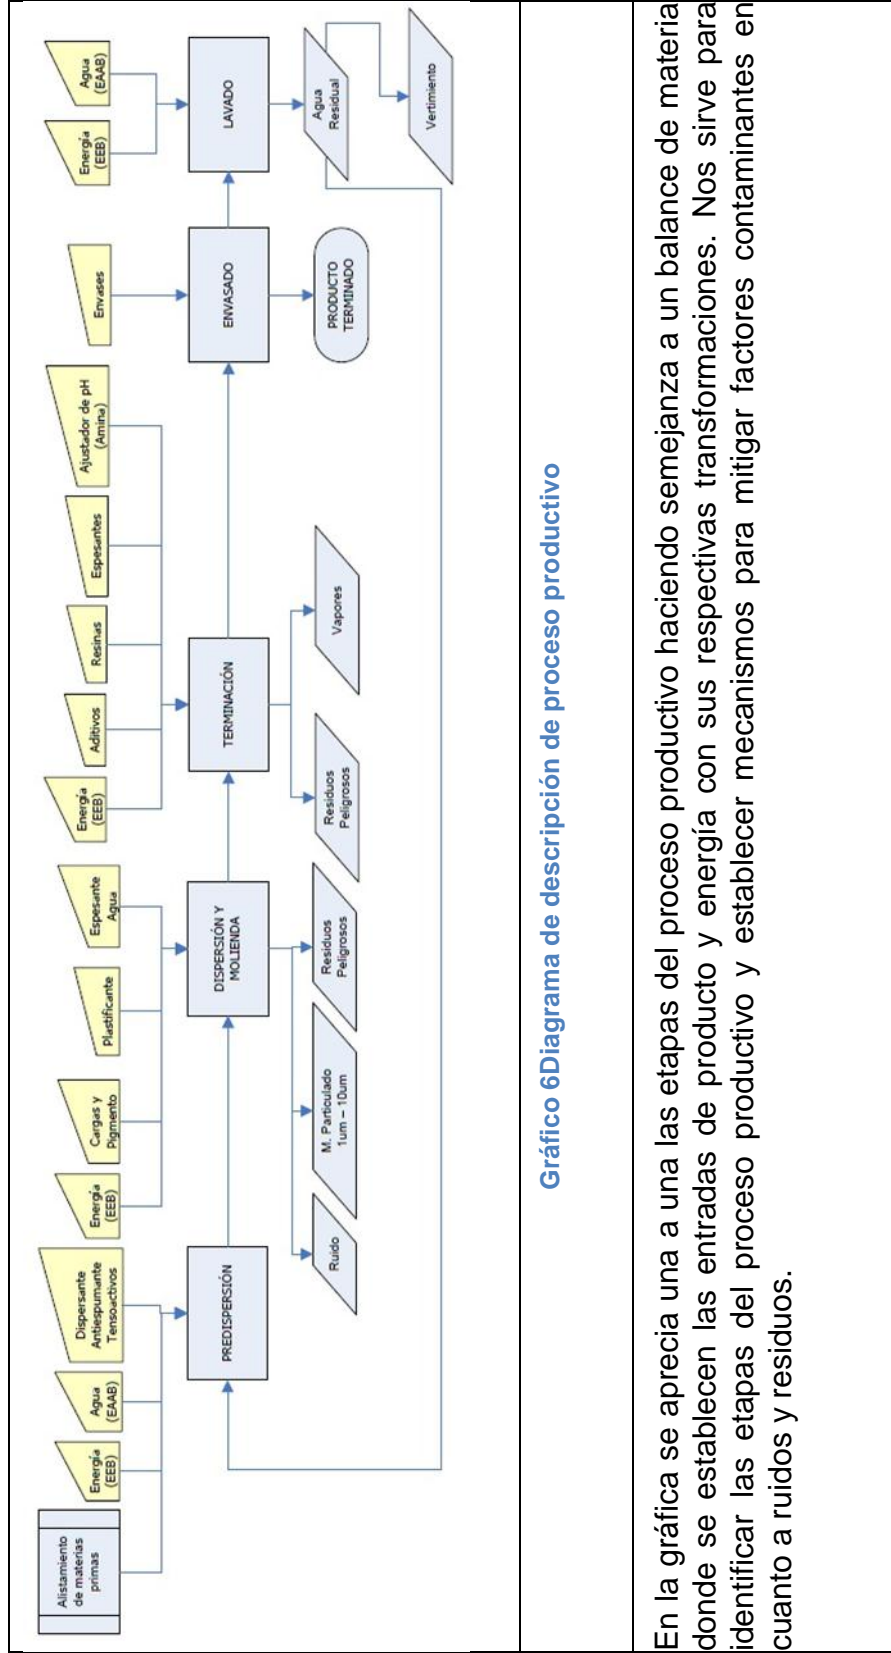 Alistamiento
de materias
primas
Energía
(EEB)
Agua
(EAAB)
Dispersante
Antiespumante
Tensoactivos
Energía
(EEB)
Cargas y
Pigmento
Plastificante
Espesante
Agua
Energía
(EEB)
Aditivos
Resinas
Espesantes
Ajustador de pH
(Amina)
Envases
Energía
(EEB)
Agua
(EAAB)
PREDISPERSIÓN
DISPERSIÓN Y
MOLIENDA
TERMINACIÓN
ENVASADO
LAVADO
Ruido
M. Particulado
1um – 10um
Residuos
Peligrosos
Residuos
Peligrosos
Vapores
PRODUCTO
TERMINADO
Agua
Residual
Vertimiento
Gráfico 6Diagrama de descripción de proceso productivo
En la gráfica se aprecia una a una las etapas del proceso productivo haciendo semejanza a un balance de materia
donde se establecen las entradas de producto y energía con sus respectivas transformaciones. Nos sirve para
identificar las etapas del proceso productivo y establecer mecanismos para mitigar factores contaminantes en
cuanto a ruidos y residuos.